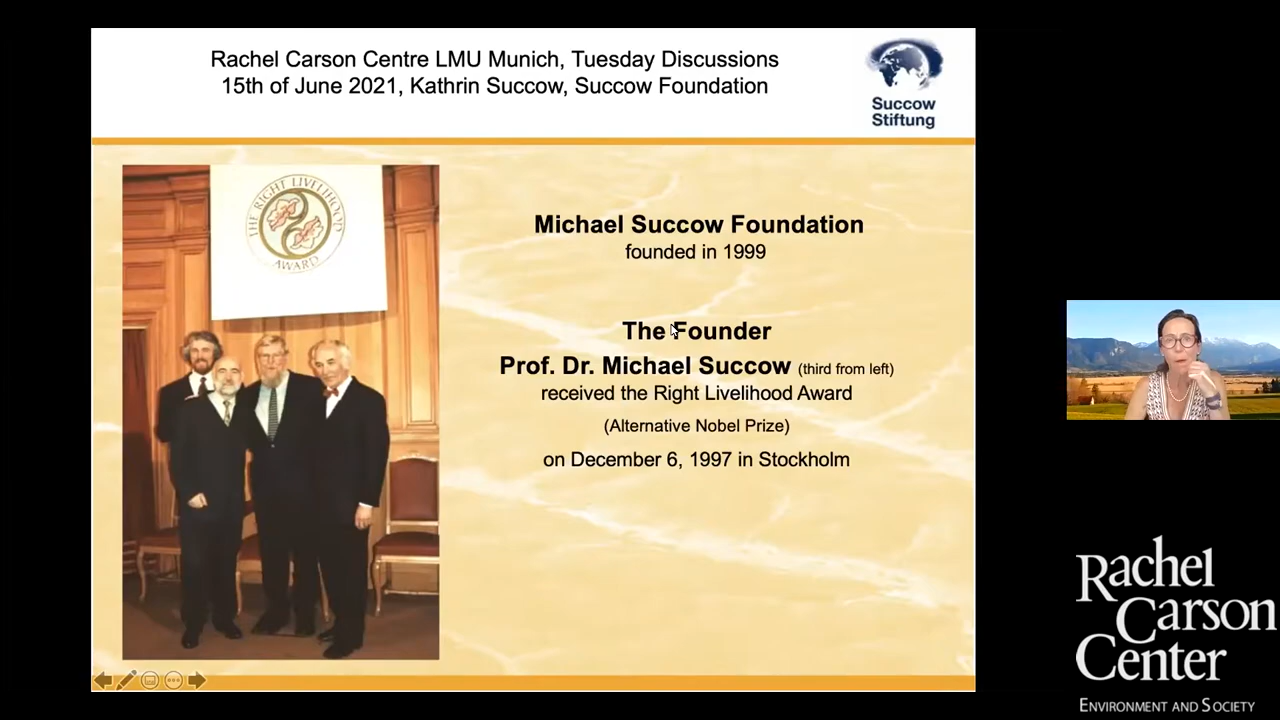 Rachel Carson Centre LMU Munich, Tuesday Discussions
15th of June 2021, Kathrin Succow, Succow Foundation
Succow
Stiftung
THE RIGHT LIVELIHOOD
AWARD
Michael Succow Foundation
founded in 1999
The Founder
Prof. Dr. Michael Succow (third from left)
received the Right Livelihood Award
(Alternative Nobel Prize)
on December 6, 1997 in Stockholm
Rachel
Carson
Center
ENVIRONMENT AND SOCIETY